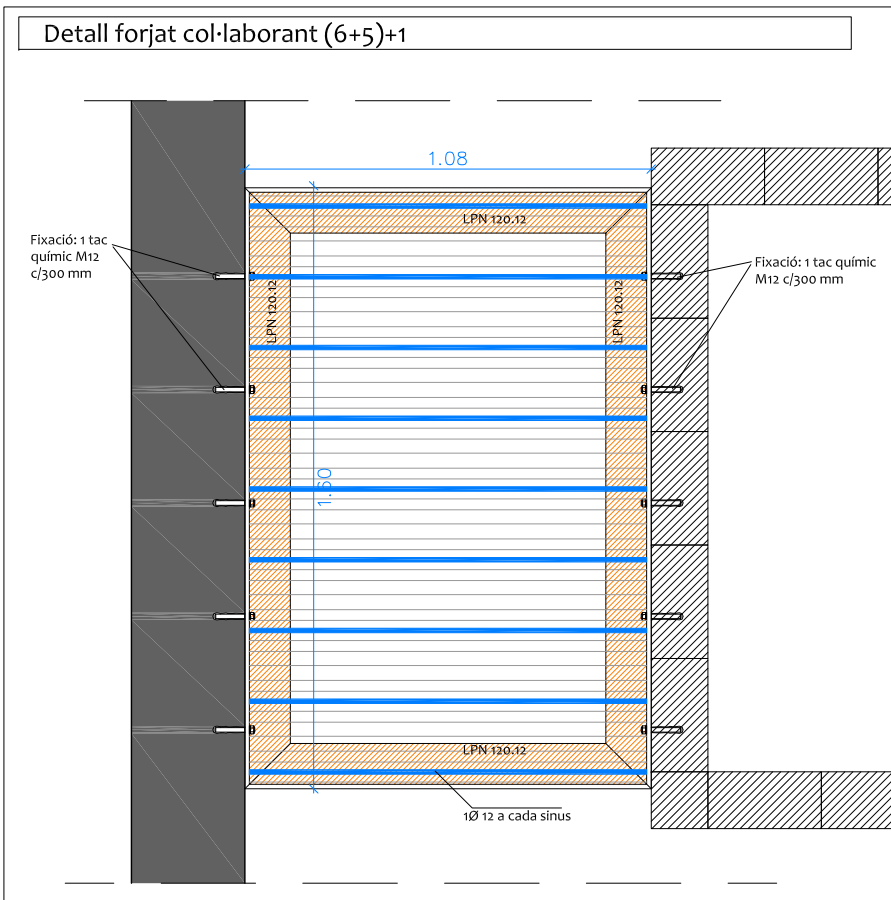 Detall forjat col·laborant (6+5)+1
1.08
LPN 120.12
Fixació: 1 tac
químic M12
c/300 mm
Fixació: 1 tac químic
M12 c/300 mm
LPN 120.12
LPN 120.12
1.60
LPN 120.12
1Ø 12 a cada sinus